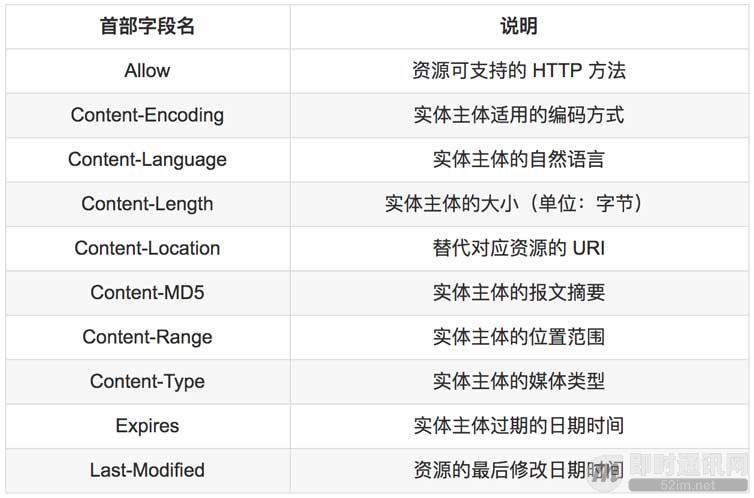 首部字段名 说明
Allow 资源可支持的 HTTP 方法
Content-Encoding 实体主体适用的编码方式
Content-Language 实体主体的自然语言
Content-Length 实体主体的大小（单位：字节）
Content-Location 替代对应资源的 URI
Content-MD5 实体主体的报文摘要
Content-Range 实体主体的位置范围
Content-Type 实体主体的媒体类型
Expires 实体主体过期的日期时间
Last-Modified 资源的最后修改日期时间
即时通讯网
52im.net